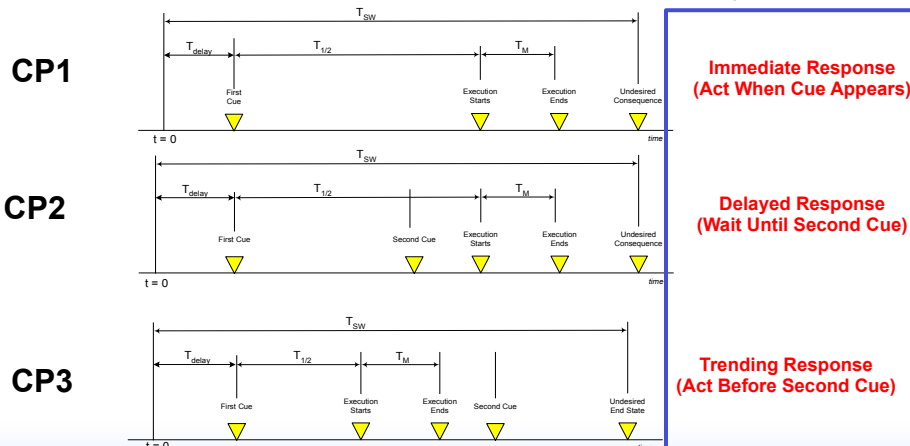 T_SW
T_delay
T_1/2
T_M
CP1
First
Cue
Execution
Starts
Execution
Ends
Undesired
Consequence
Immediate Response
(Act When Cue Appears)
t = 0
time
T_SW
T_delay
T_1/2
T_M
CP2
First Cue
Second Cue
Execution
Starts
Execution
Ends
Undesired
Consequence
Delayed Response
(Wait Until Second Cue)
t = 0
time
T_SW
T_delay
T_1/2
T_M
CP3
First Cue
Execution
Starts
Execution
Ends
Second Cue
Undesired
End State
Trending Response
(Act Before Second Cue)
t = 0